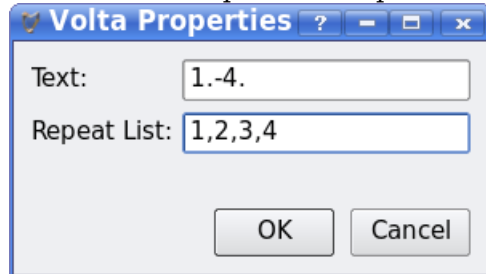 Volta Properties
Text: 1.-4.
Repeat List: 1,2,3,4
OK Cancel